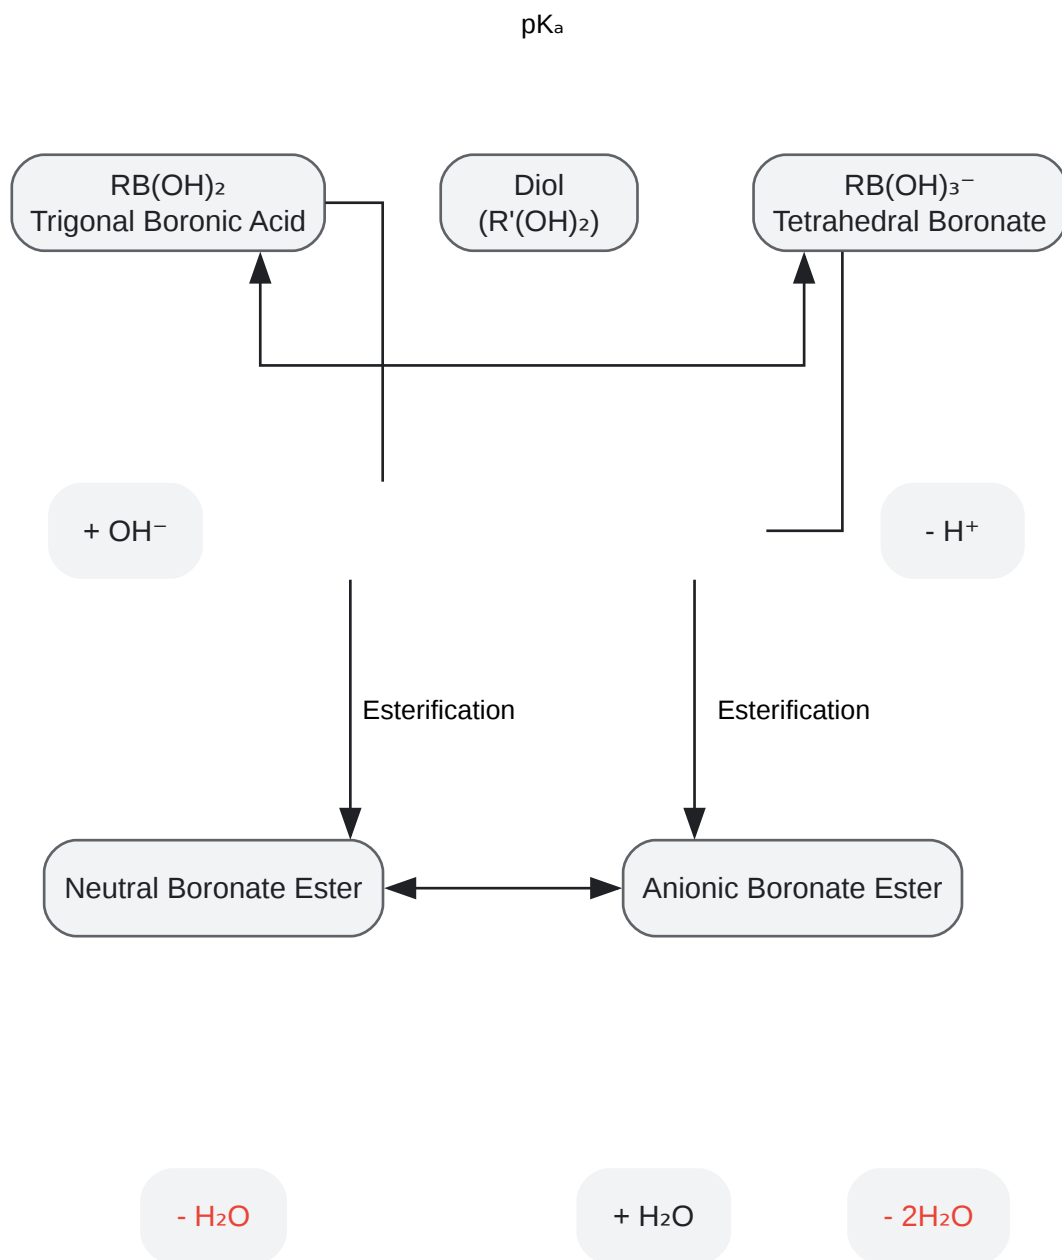 pKₐ
RB(OH)₂
Trigonal Boronic Acid
Diol
(R'(OH)₂)
RB(OH)₃⁻
Tetrahedral Boronate
+ OH⁻
- H⁺
Esterification
Esterification
Neutral Boronate Ester
Anionic Boronate Ester
- H₂O
+ H₂O
- 2H₂O